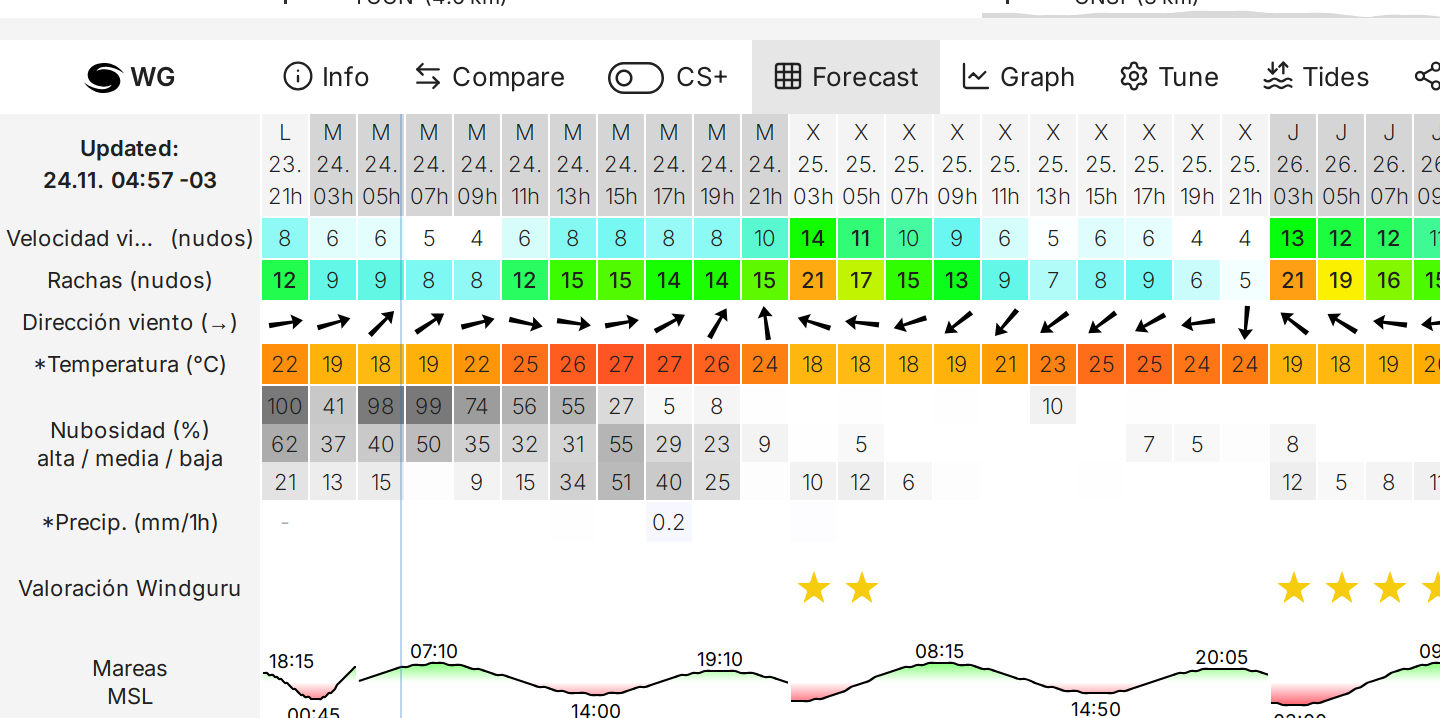 WG Info Compare CS+ Forecast Graph Tune Tides
Updated:
24.11. 04:57 -03
L M M M M M M M M M M X X X X X X X X X X J J J J
23. 24. 24. 24. 24. 24. 24. 24. 24. 24. 24. 25. 25. 25. 25. 25. 25. 25. 25. 25. 25. 26. 26. 26.
21h 03h 05h 07h 09h 11h 13h 15h 17h 19h 21h 03h 05h 07h 09h 11h 13h 15h 17h 19h 21h 03h 05h 07h
Velocidad vi... (nudos) 8 6 6 5 4 6 8 8 8 8 10 14 11 10 9 6 5 6 6 4 4 13 12 12
Rachas (nudos) 12 9 9 8 8 12 15 15 14 14 15 21 17 15 13 9 7 8 9 6 5 21 19 16
Dirección viento (→)
*Temperatura (°C) 22 19 18 19 22 25 26 27 27 26 24 18 18 18 19 21 23 25 25 24 24 19 18 19
Nubosidad (%)
alta / media / baja
100 41 98 99 74 56 55 27 5 8 10
62 37 40 50 35 32 31 55 29 23 9 5 7 5 8
21 13 15 9 15 34 51 40 25 10 12 6 12 5 8
*Precip. (mm/1h) - 0.2
Valoración Windguru
Mareas
MSL
18:15 07:10 19:10 08:15 20:05
00:45 14:00 14:50